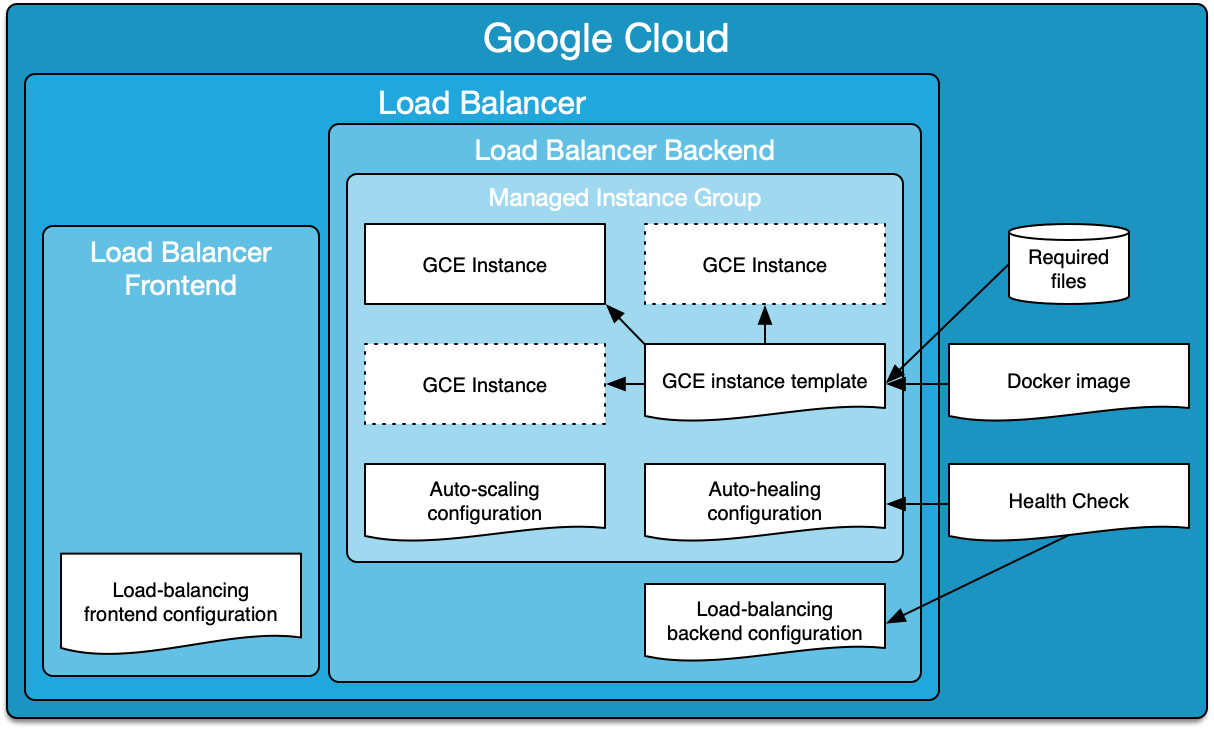 Google Cloud
Load Balancer
Load Balancer Backend
Managed Instance Group
Load Balancer
Frontend
GCE Instance
GCE Instance
Required
files
GCE Instance
GCE instance template
Docker image
Auto-scaling
configuration
Auto-healing
configuration
Health Check
Load-balancing
frontend configuration
Load-balancing
backend configuration